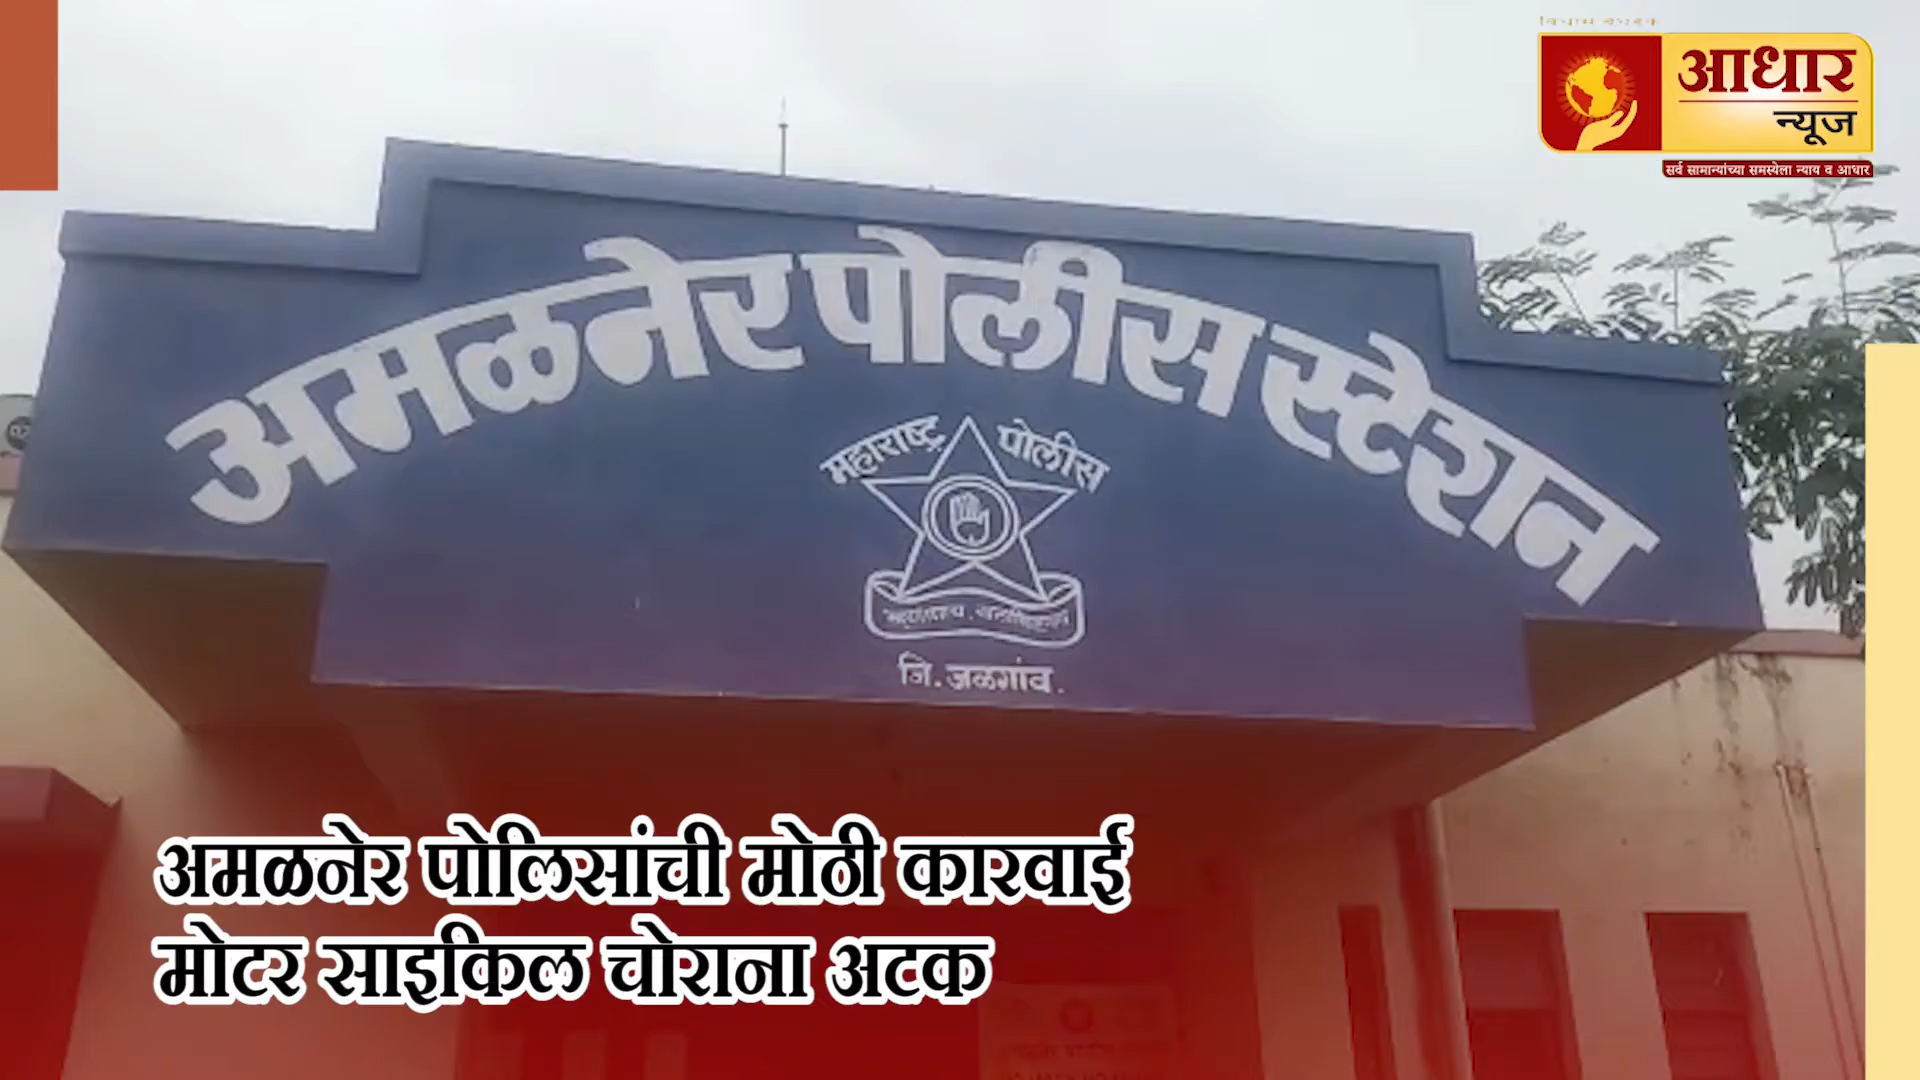 आधार
न्यूज
सर्व सामान्यांच्या समस्येला न्याय व आधार
अमळनेर पोलीस स्टेशन
महाराष्ट्र पोलीस
जि. जळगांव.
अमळनेर पोलिसांची मोठी कारवाई
मोटर साइकिल चोराना अटक